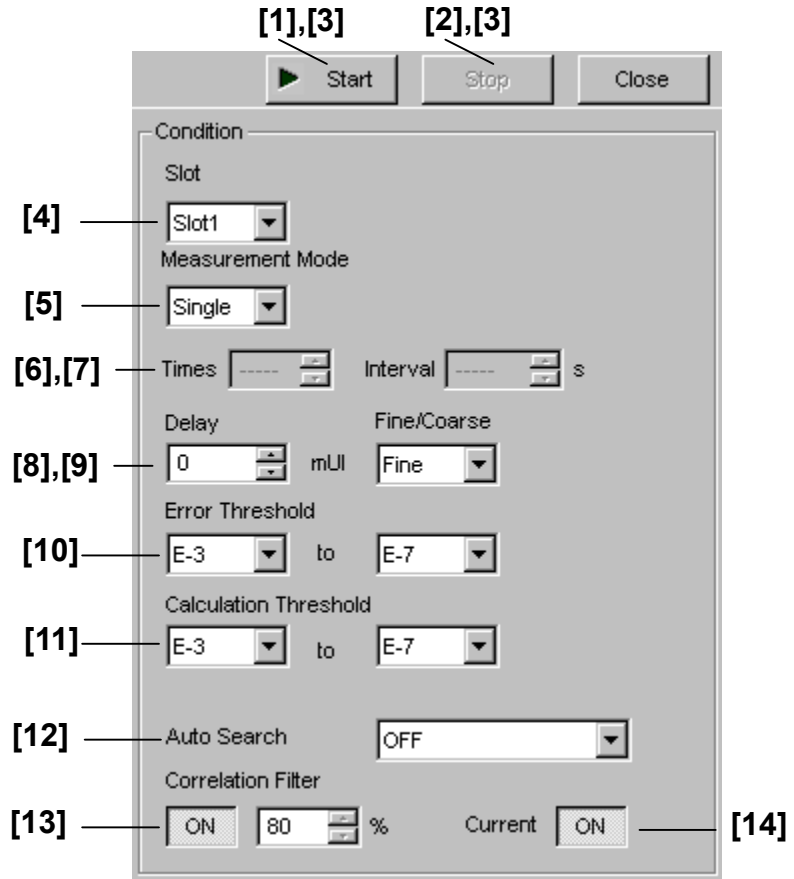 [1],[3] [2],[3]
Start Stop Close
Condition
Slot
[4] Slot1
Measurement Mode
[5] Single
[6],[7] Times ----- Interval ----- s
Delay Fine/Coarse
[8],[9] 0 mUI Fine
Error Threshold
[10] E-3 to E-7
Calculation Threshold
[11] E-3 to E-7
[12] Auto Search OFF
Correlation Filter
[13] ON 80 % Current ON [14]